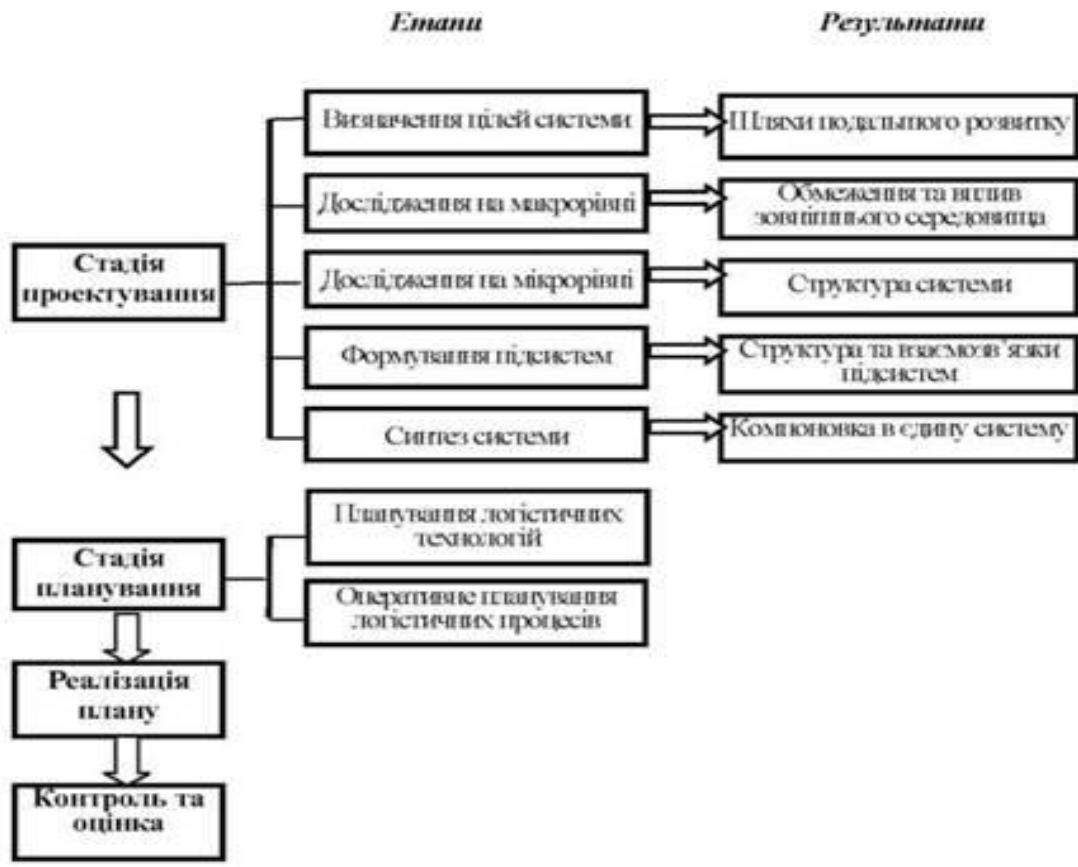 Етапи
Результати
Визначення цілей системи
Шляхи подальшого розвитку
Дослідження на макрорівні
Обмеження та вплив
зовнішнього середовища
Стадія
проектування
Дослідження на мікрорівні
Структура системи
Формування підсистем
Структура та взаємозв’язки
підсистем
Синтез системи
Компоновка в єдину систему
Стадія
планування
Планування логістичних
технологій
Оперативне планування
логістичних процесів
Реалізація
плану
Контроль та
оцінка